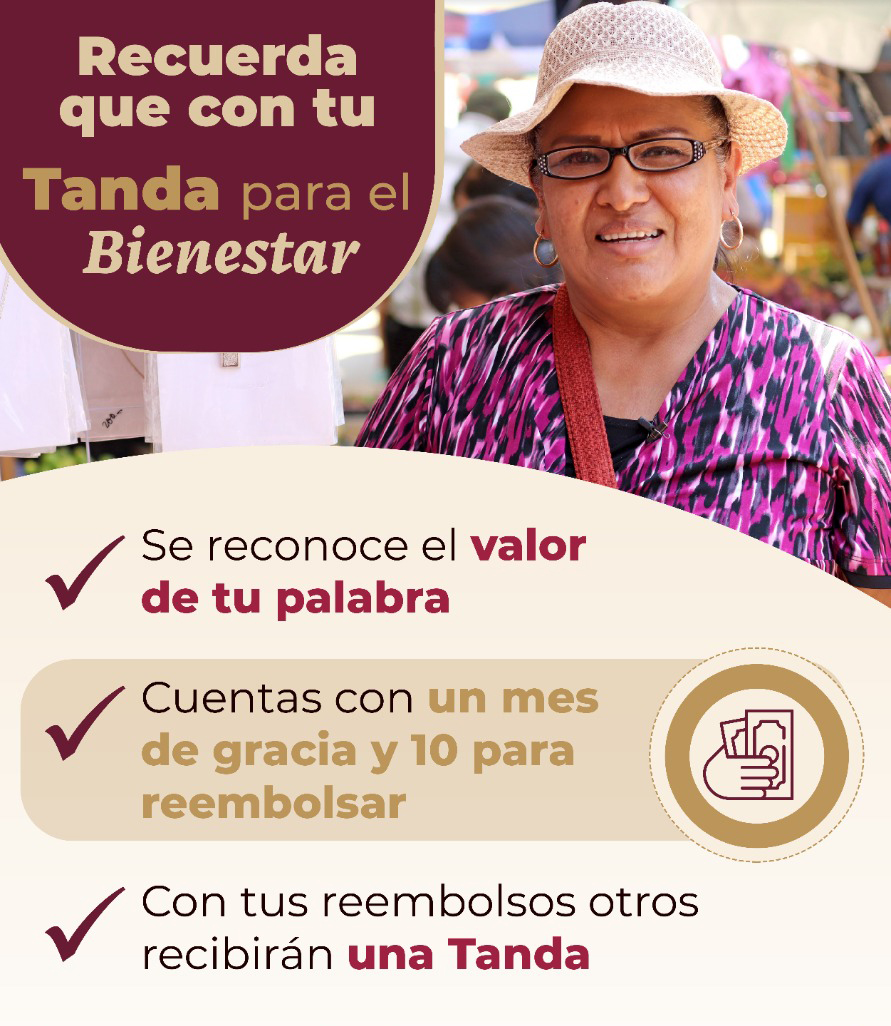 Recuerda
que con tu
Tanda para el
Bienestar
Se reconoce el valor
de tu palabra
Cuentas con un mes
de gracia y 10 para
reembolsar
Con tus reembolsos otros
recibirán una Tanda